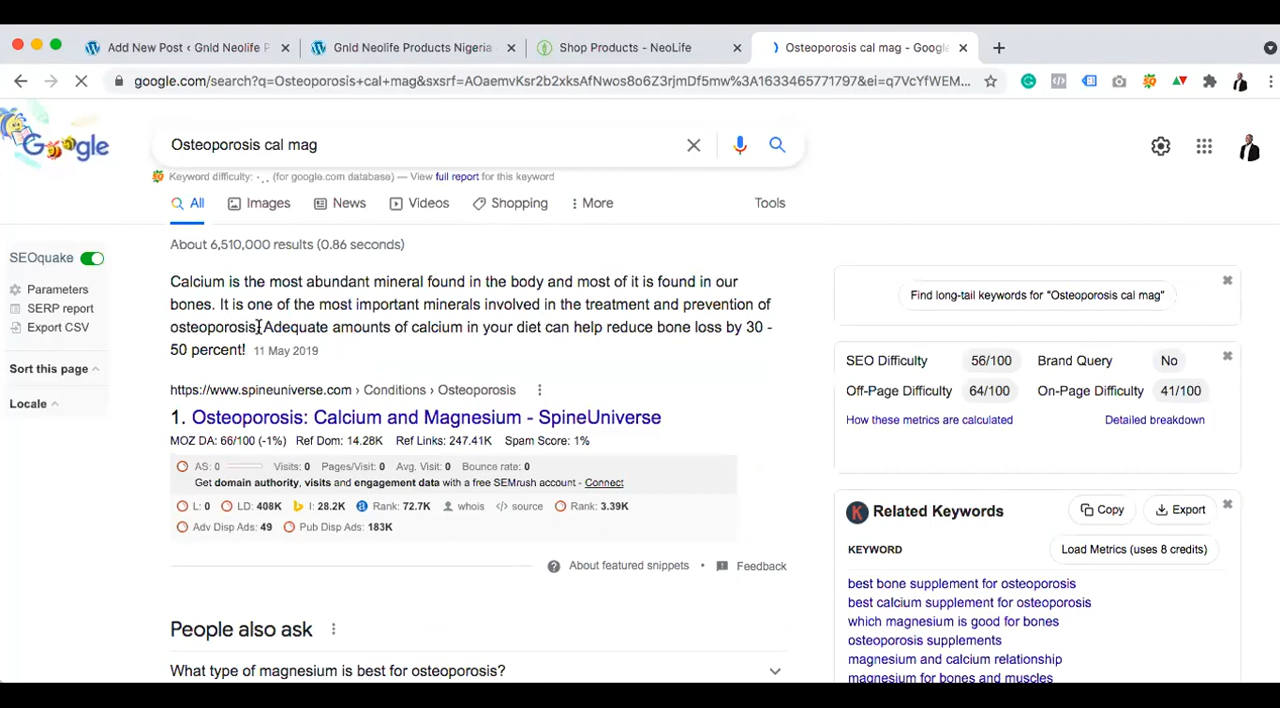 Add New Post ‹ Gnld Neolife P
Gnld Neolife Products Nigeria
Shop Products - NeoLife
Osteoporosis cal mag - Google
google.com/search?q=Osteoporosis+cal+mag&sxsrf=AOaemvKsr2b2xksAfNwos8o6Z3rjmDf5mw%3A1633465771797&ei=q7VcYfWEM...
Google
Osteoporosis cal mag
Keyword difficulty: -.. (for google.com database) — View full report for this keyword
All Images News Videos Shopping More Tools
About 6,510,000 results (0.86 seconds)
SEOquake
Parameters
SERP report
Export CSV
Sort this page
Locale
Calcium is the most abundant mineral found in the body and most of it is found in our
bones. It is one of the most important minerals involved in the treatment and prevention of
osteoporosis. Adequate amounts of calcium in your diet can help reduce bone loss by 30 -
50 percent! 11 May 2019
https://www.spineuniverse.com › Conditions › Osteoporosis
1. Osteoporosis: Calcium and Magnesium - SpineUniverse
MOZ DA: 66/100 (-1%) Ref Dom: 14.28K Ref Links: 247.41K Spam Score: 1%
AS: 0 Visits: 0 Pages/Visit: 0 Avg. Visit: 0 Bounce rate: 0
Get domain authority, visits and engagement data with a free SEMrush account - Connect
L: 0 LD: 408K I: 28.2K Rank: 72.7K whois source Rank: 3.39K
Adv Disp Ads: 49 Pub Disp Ads: 183K
About featured snippets • Feedback
People also ask
What type of magnesium is best for osteoporosis?
Find long-tail keywords for "Osteoporosis cal mag"
SEO Difficulty 56/100 Brand Query No
Off-Page Difficulty 64/100 On-Page Difficulty 41/100
How these metrics are calculated Detailed breakdown
K Related Keywords Copy Export
KEYWORD Load Metrics (uses 8 credits)
best bone supplement for osteoporosis
best calcium supplement for osteoporosis
which magnesium is good for bones
osteoporosis supplements
magnesium and calcium relationship
magnesium for bones and muscles